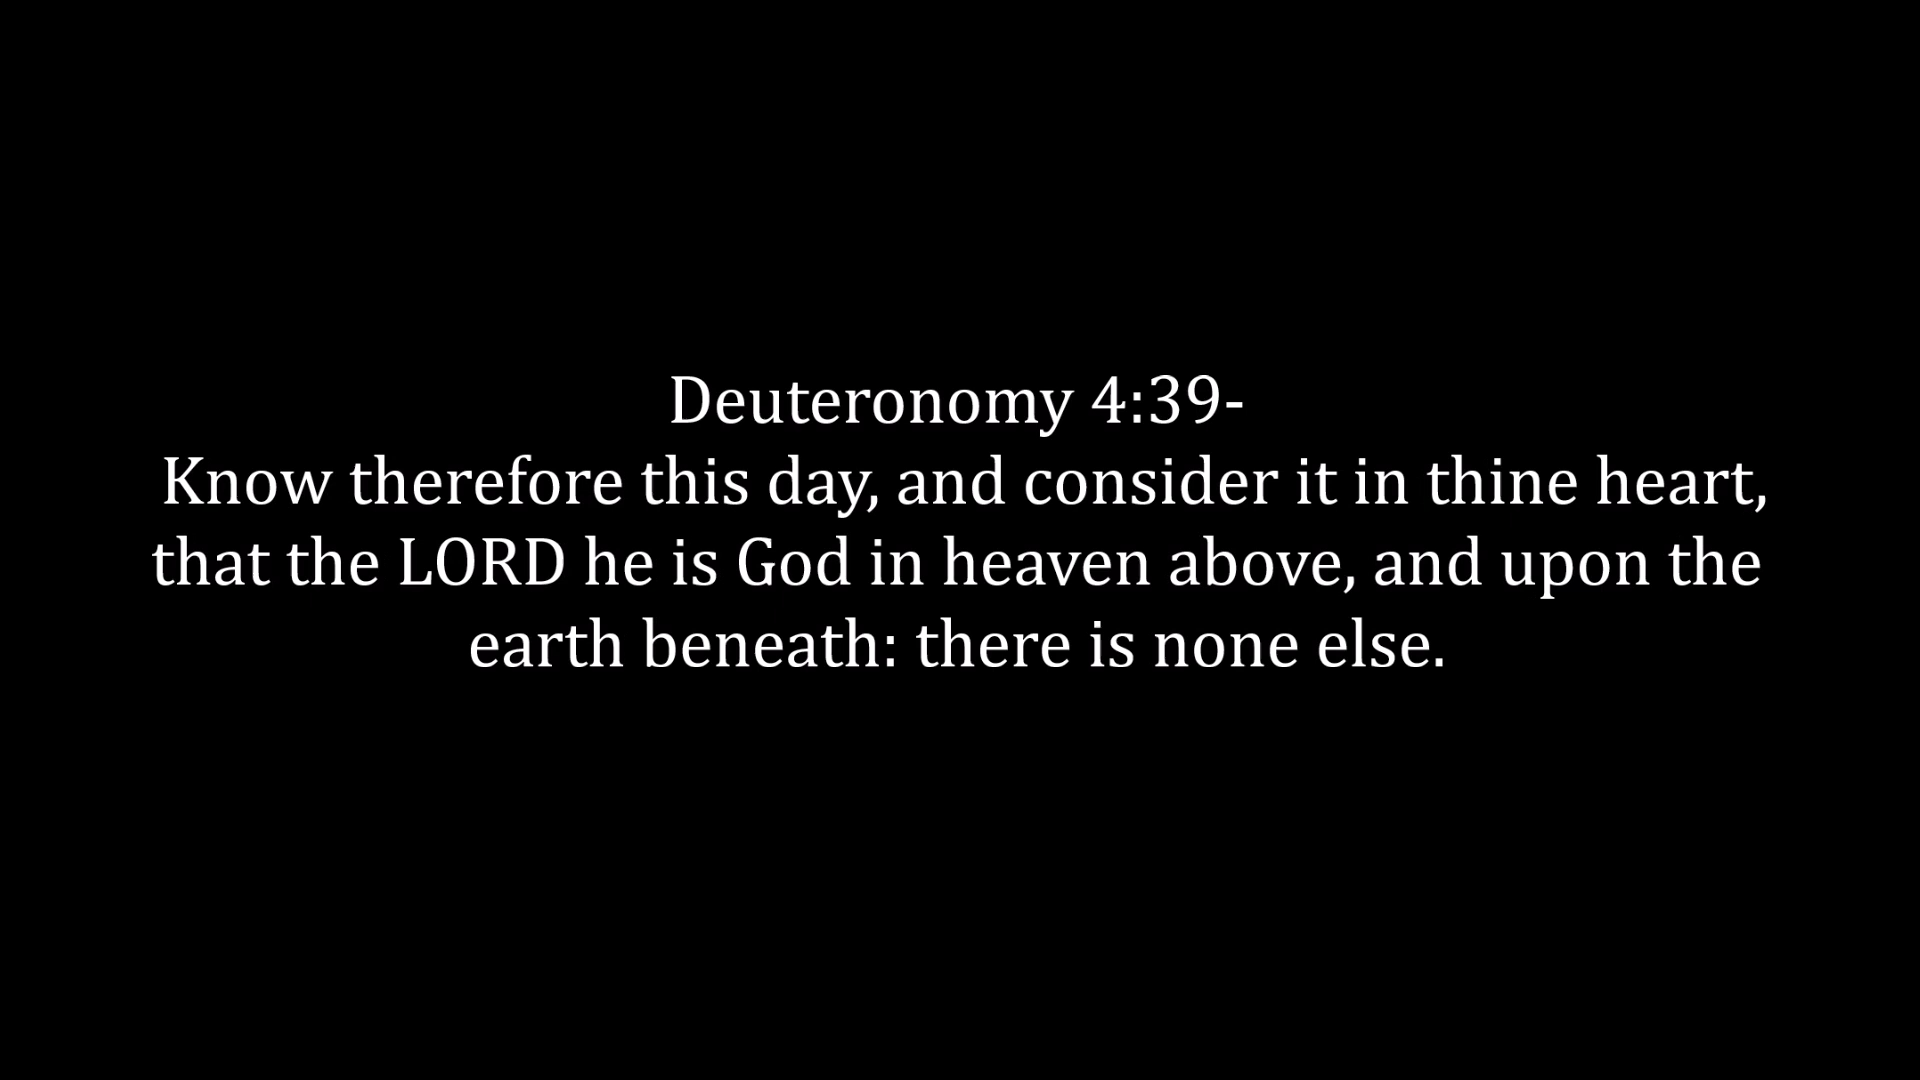 Deuteronomy 4:39-
Know therefore this day, and consider it in thine heart,
that the LORD he is God in heaven above, and upon the
earth beneath: there is none else.